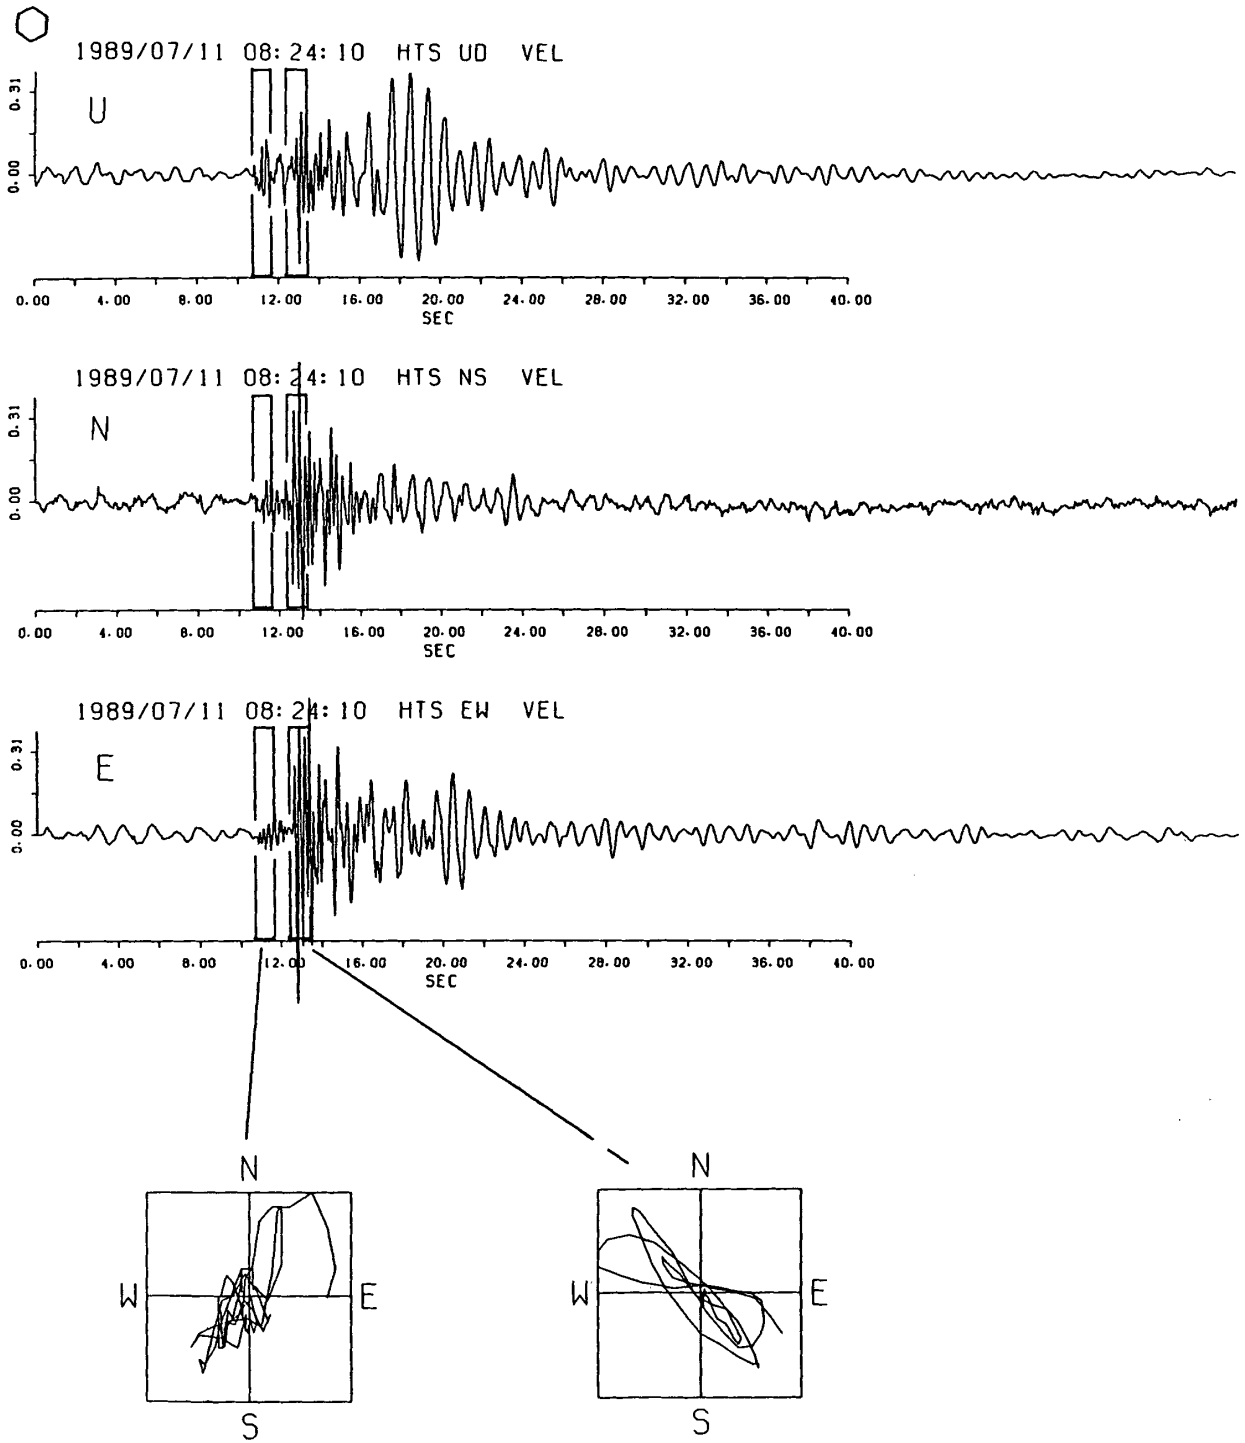 1989/07/11 08:24:10 HTS UD VEL
0.31
U
0.00
0.00 4.00 8.00 12.00 16.00 20.00 24.00 28.00 32.00 36.00 40.00
SEC
1989/07/11 08:24:10 HTS NS VEL
0.31
N
0.00
0.00 4.00 8.00 12.00 16.00 20.00 24.00 28.00 32.00 36.00 40.00
SEC
1989/07/11 08:24:10 HTS EW VEL
0.31
E
0.00
0.00 4.00 8.00 12.00 16.00 20.00 24.00 28.00 32.00 36.00 40.00
SEC
N N
W E W E
S S